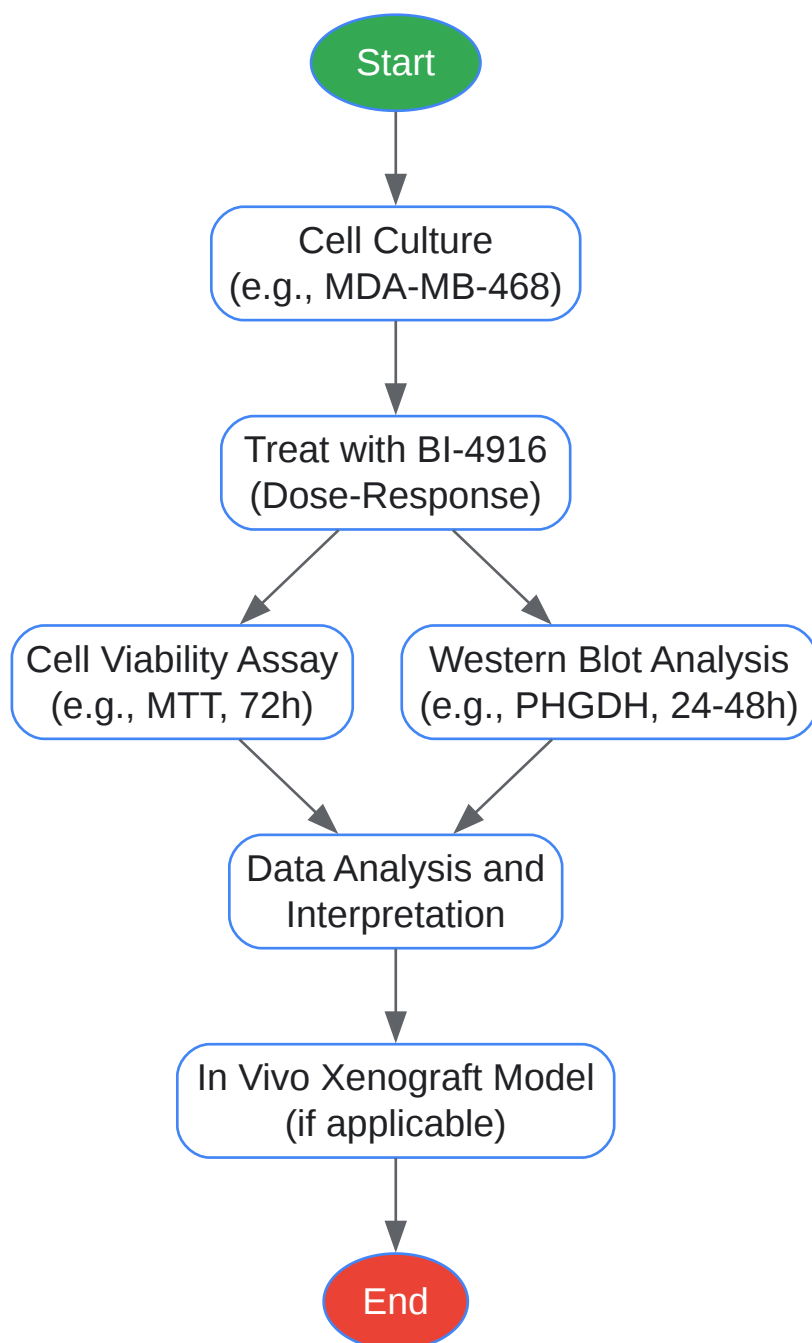 Start
Cell Culture
(e.g., MDA-MB-468)
Treat with BI-4916
(Dose-Response)
Cell Viability Assay
(e.g., MTT, 72h)
Western Blot Analysis
(e.g., PHGDH, 24-48h)
Data Analysis and
Interpretation
In Vivo Xenograft Model
(if applicable)
End